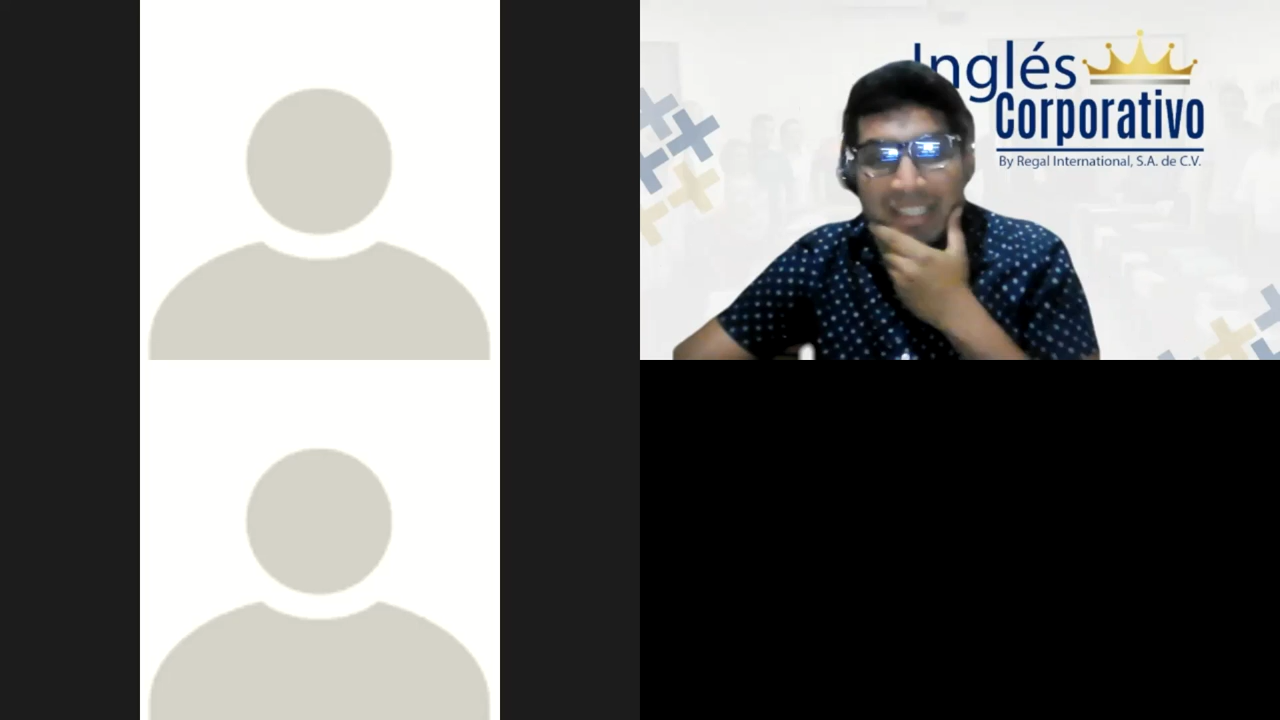 Inglés
Corporativo
By Regal International, S.A. de C.V.